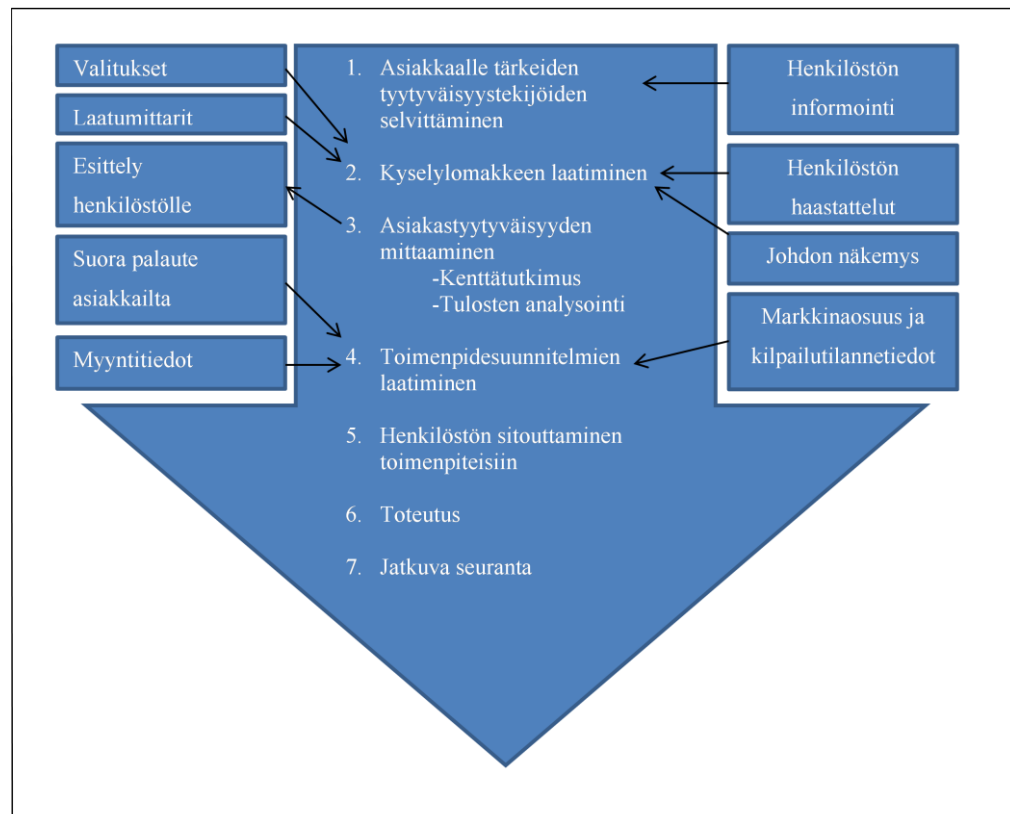 Valitukset
Laatumittarit
Esittely
henkilöstölle
Suora palaute
asiakkailta
Myyntitiedot
1. Asiakkaalle tärkeiden
tyytyväisyystekijöiden
selvittäminen
2. Kyselylomakkeen laatiminen
3. Asiakastyytyväisyyden
mittaaminen
-Kenttätutkimus
-Tulosten analysointi
4. Toimenpidesuunnitelmien
laatiminen
5. Henkilöstön sitouttaminen
toimenpiteisiin
6. Toteutus
7. Jatkuva seuranta
Henkilöstön
informointi
Henkilöstön
haastattelut
Johdon näkemys
Markkinaosuus ja
kilpailutilannetiedot